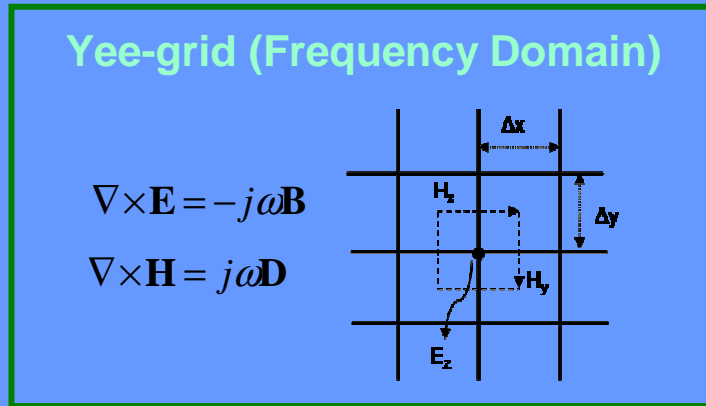 Yee-grid (Frequency Domain)
∇×E = −jωB
∇×H = jωD
Δx
Hz
Δy
Hy
Ez